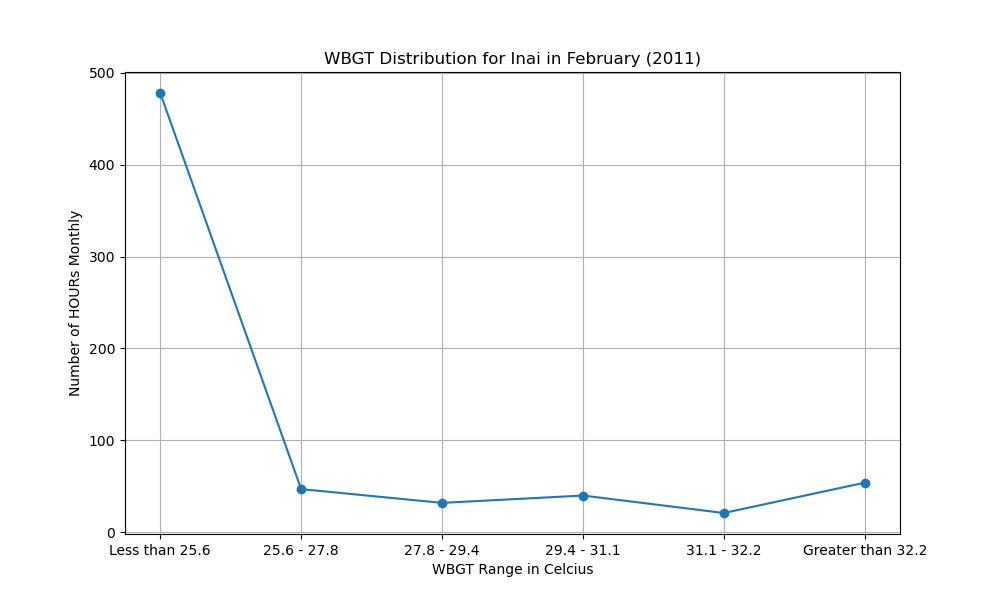 WBGT Distribution for Inai in February (2011)
Number of HOURs Monthly
500
400
300
200
100
0
Less than 25.6
25.6 - 27.8
27.8 - 29.4
29.4 - 31.1
31.1 - 32.2
Greater than 32.2
WBGT Range in Celcius